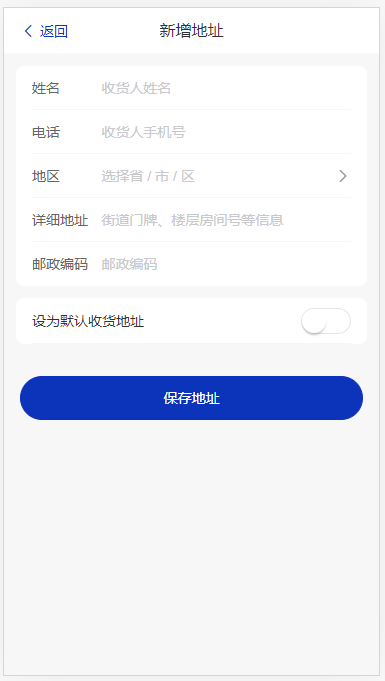 返回 新增地址
姓名 收货人姓名
电话 收货人手机号
地区 选择省 / 市 / 区
详细地址 街道门牌、楼层房间号等信息
邮政编码 邮政编码
设为默认收货地址
保存地址